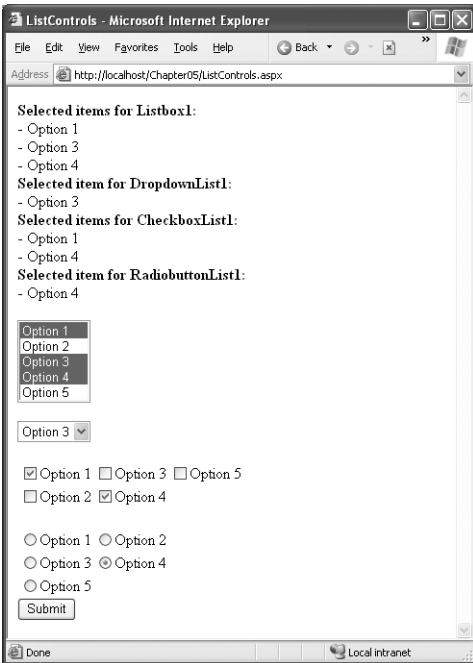 ListControls - Microsoft Internet Explorer
File Edit View Favorites Tools Help Back »
Address http://localhost/Chapter05/ListControls.aspx
Selected items for Listbox1:
- Option 1
- Option 3
- Option 4
Selected item for DropdownList1:
- Option 3
Selected items for CheckboxList1:
- Option 1
- Option 4
Selected item for RadiobuttonList1:
- Option 4
Option 1
Option 2
Option 3
Option 4
Option 5
Option 3
Option 1 Option 3 Option 5
Option 2 Option 4
Option 1 Option 2
Option 3 Option 4
Option 5
Submit
Done Local intranet